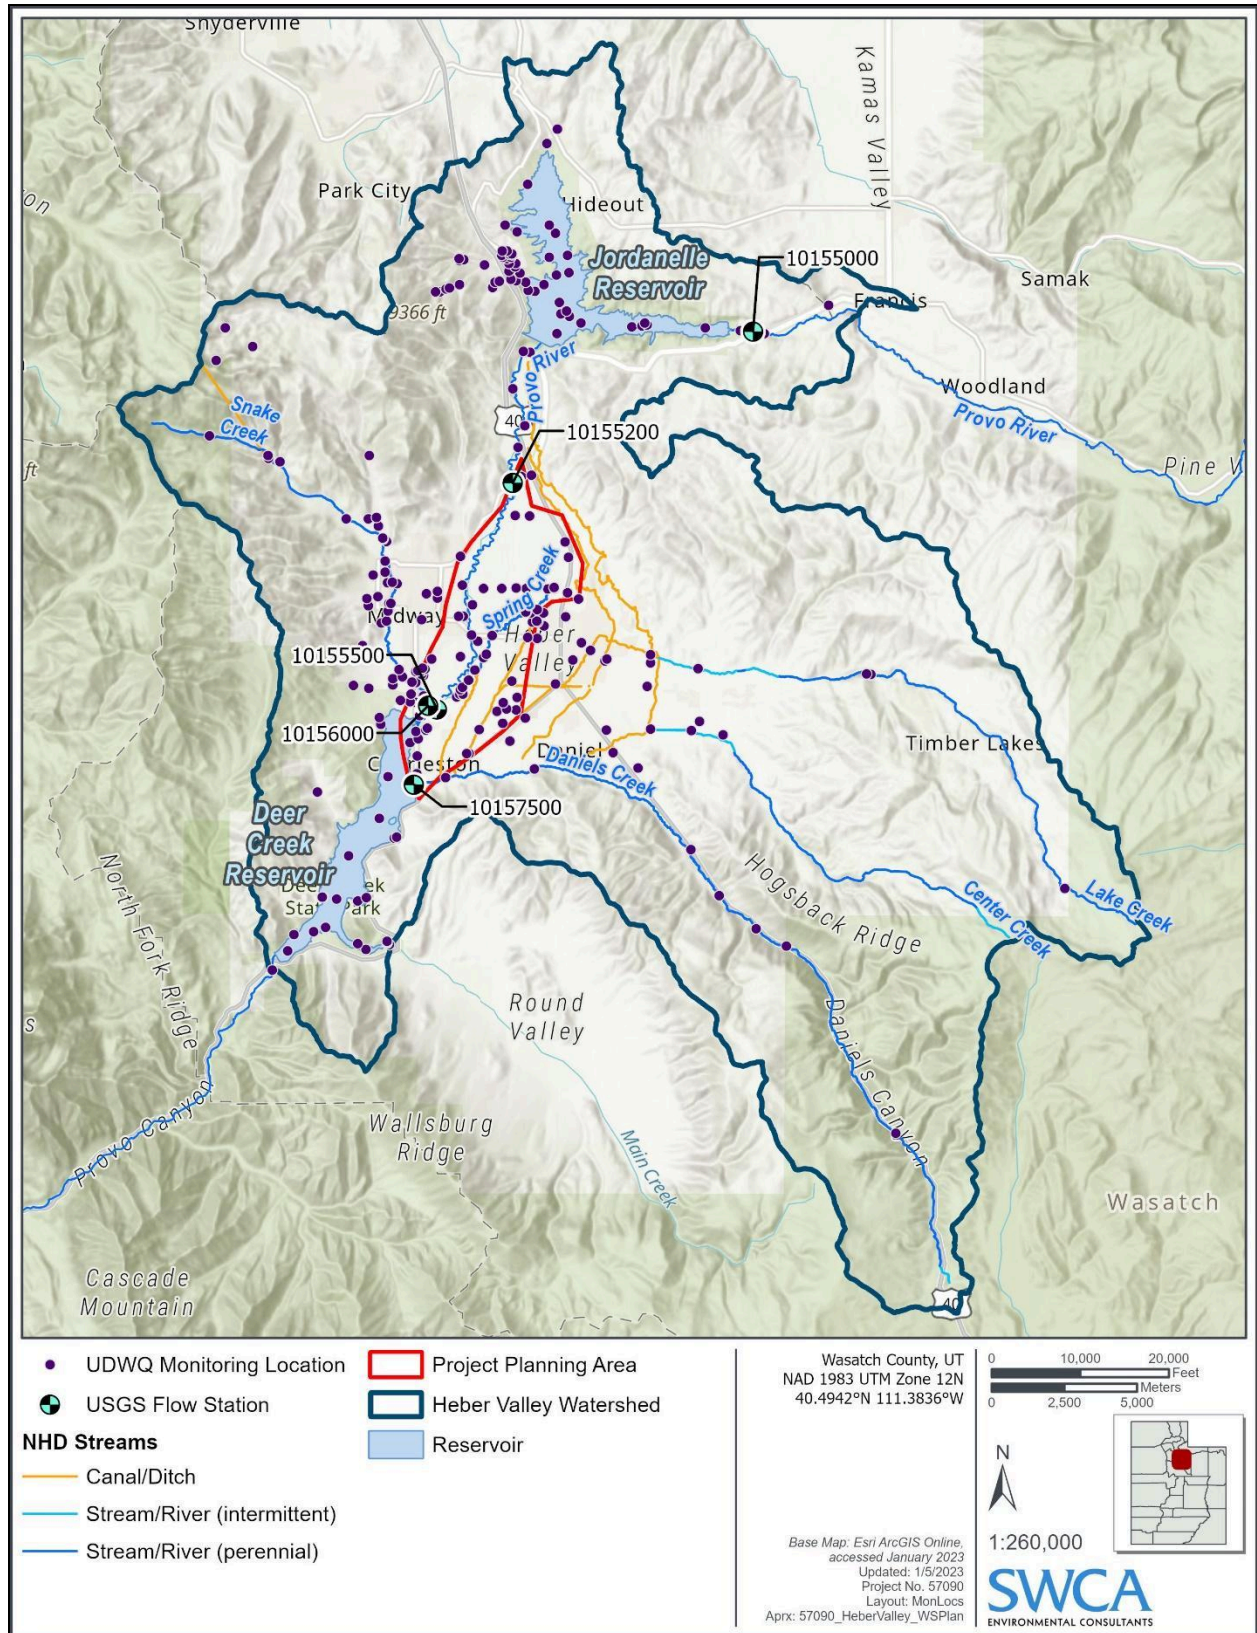 Snyderville
Kamas Valley
Park City
Hideout
Jordanelle
Reservoir
10155000
Samak
Francis
9366 ft
Provo River
Woodland
Snake
Creek
40
10155200
Provo River
ft
Spring Creek
Midway
Heber
Valley
10155500
10156000
Timber Lakes
Daniel
Charleston
Daniels Creek
10157500
Deer
Creek
Reservoir
Deer Creek
State Park
North Fork Ridge
Hogsback Ridge
Center Creek
Lake Creek
Round
Valley
Daniels Canyon
Provo Canyon
Wallsburg
Ridge
Main Creek
Wasatch
Cascade
Mountain
40
UDWQ Monitoring Location
USGS Flow Station
NHD Streams
Canal/Ditch
Stream/River (intermittent)
Stream/River (perennial)
Project Planning Area
Heber Valley Watershed
Reservoir
Wasatch County, UT
NAD 1983 UTM Zone 12N
40.4942°N 111.3836°W
Base Map: Esri ArcGIS Online,
accessed January 2023
Updated: 1/5/2023
Project No. 57090
Layout: MonLocs
Aprx: 57090_HeberValley_WSPlan
0 10,000 20,000
Feet
Meters
0 2,500 5,000
N
1:260,000
SWCA
ENVIRONMENTAL CONSULTANTS